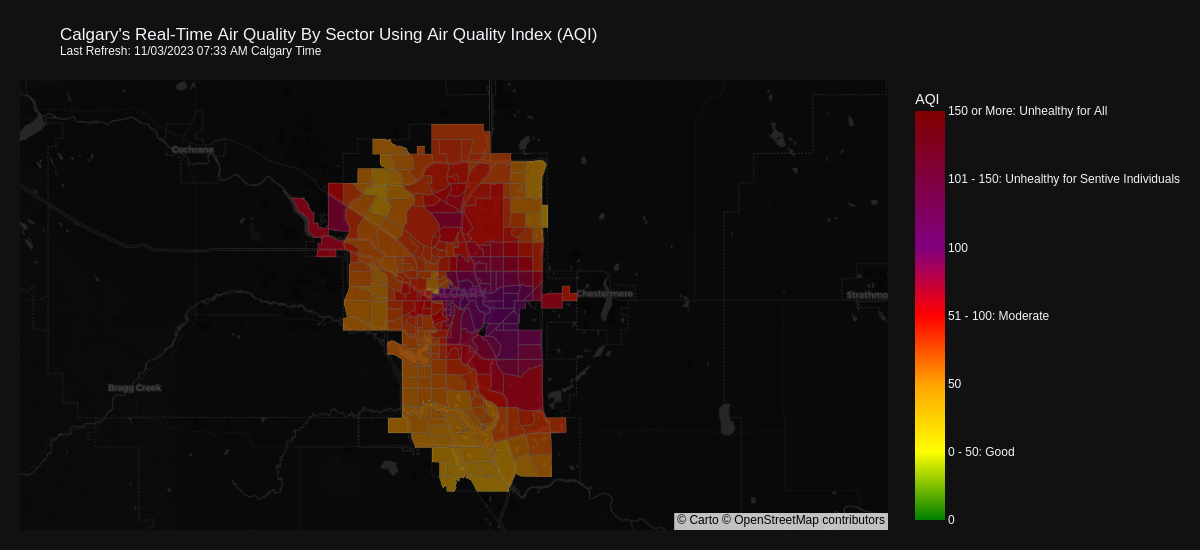 Calgary's Real-Time Air Quality By Sector Using Air Quality Index (AQI)
Last Refresh: 11/03/2023 07:33 AM Calgary Time
AQI
150 or More: Unhealthy for All
Cochrane
101 - 150: Unhealthy for Sentive Individuals
100
CALGARY
Chestermere
Strathmo
51 - 100: Moderate
50
Bragg Creek
0 - 50: Good
0
© Carto © OpenStreetMap contributors